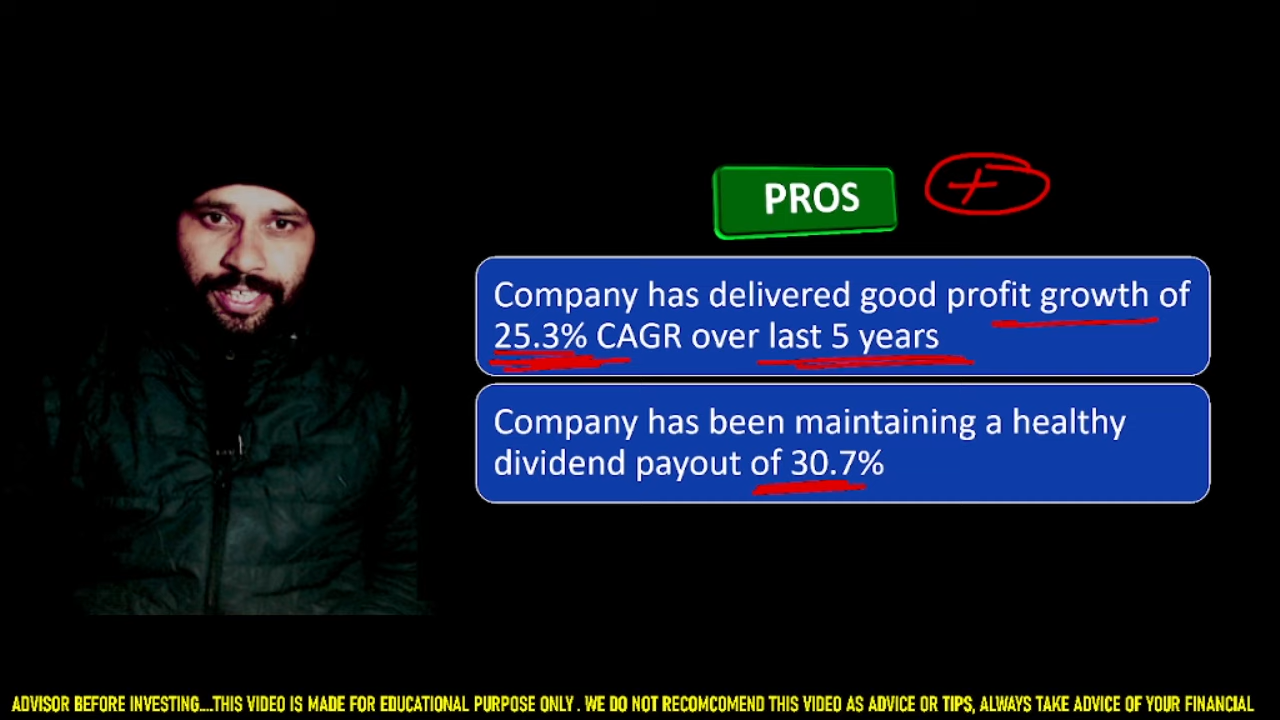 PROS
+
Company has delivered good profit growth of
25.3% CAGR over last 5 years
Company has been maintaining a healthy
dividend payout of 30.7%
ADVISOR BEFORE INVESTING....THIS VIDEO IS MADE FOR EDUCATIONAL PURPOSE ONLY . WE DO NOT RECOMCOMEND THIS VIDEO AS ADVICE OR TIPS, ALWAYS TAKE ADVICE OF YOUR FINANCIAL